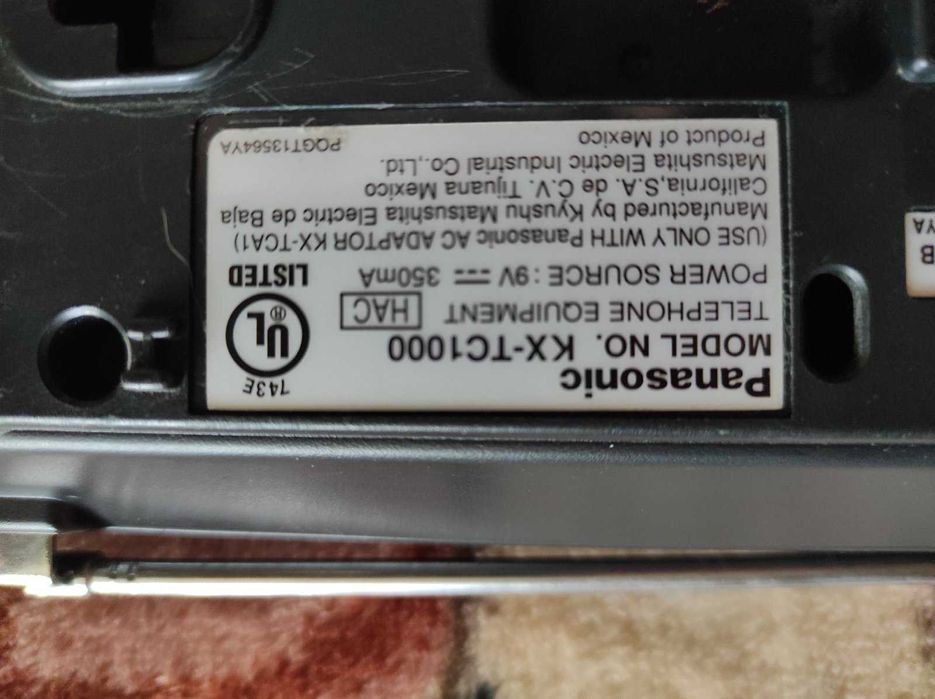 Panasonic
743E
MODEL NO. KX-TC1000
TELEPHONE EQUIPMENT HAC
UL ®
LISTED
POWER SOURCE : 9V ⎓ 350mA
(USE ONLY WITH Panasonic AC ADAPTOR KX-TCA1)
Manufactured by Kyushu Matsushita Electric de Baja
California,S.A. de C.V. Tijuana Mexico
Matsushita Electric Industrial Co.,Ltd.
Product of Mexico
PQGT13564YA
B
YA